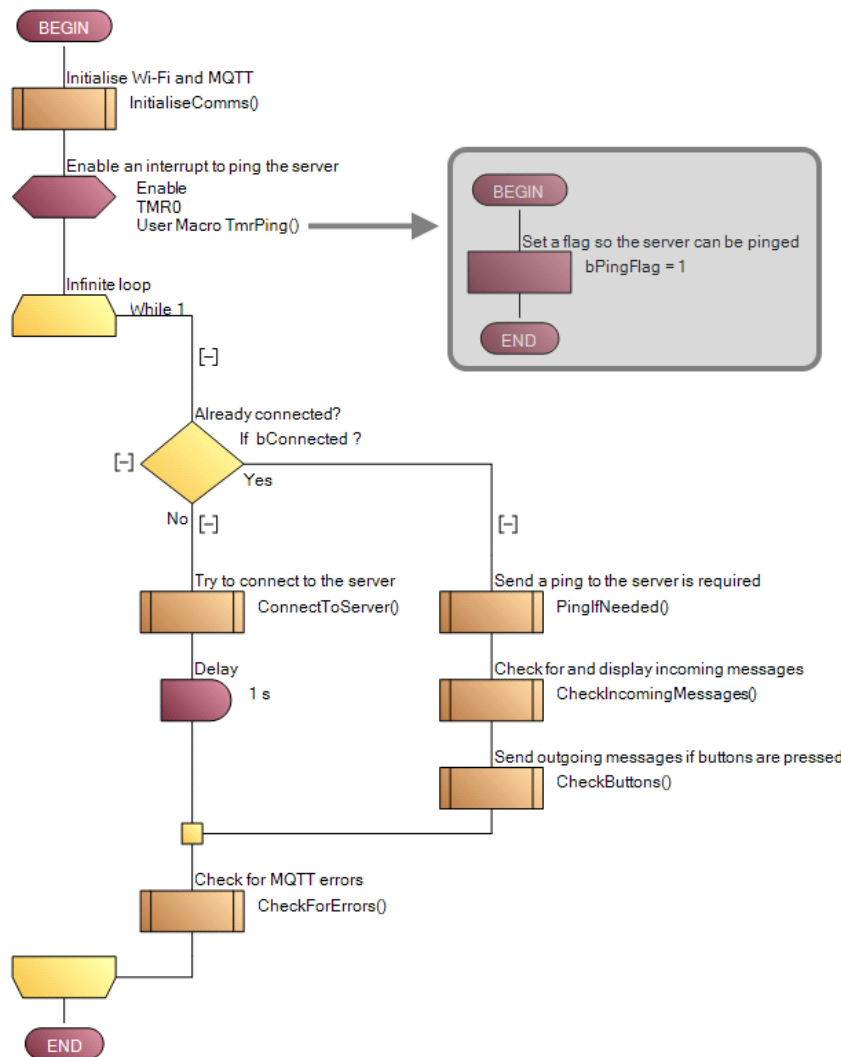 BEGIN
Initialise Wi-Fi and MQTT
InitialiseComms()
Enable an interrupt to ping the server
Enable
TMR0
User Macro TmrPing()
BEGIN
Set a flag so the server can be pinged
bPingFlag = 1
END
Infinite loop
While 1
[-]
Already connected?
If bConnected ?
[-]
Yes
No
[-]
[-]
Try to connect to the server
ConnectToServer()
Delay
1 s
Send a ping to the server is required
PingIfNeeded()
Check for and display incoming messages
CheckIncomingMessages()
Send outgoing messages if buttons are pressed
CheckButtons()
Check for MQTT errors
CheckForErrors()
END